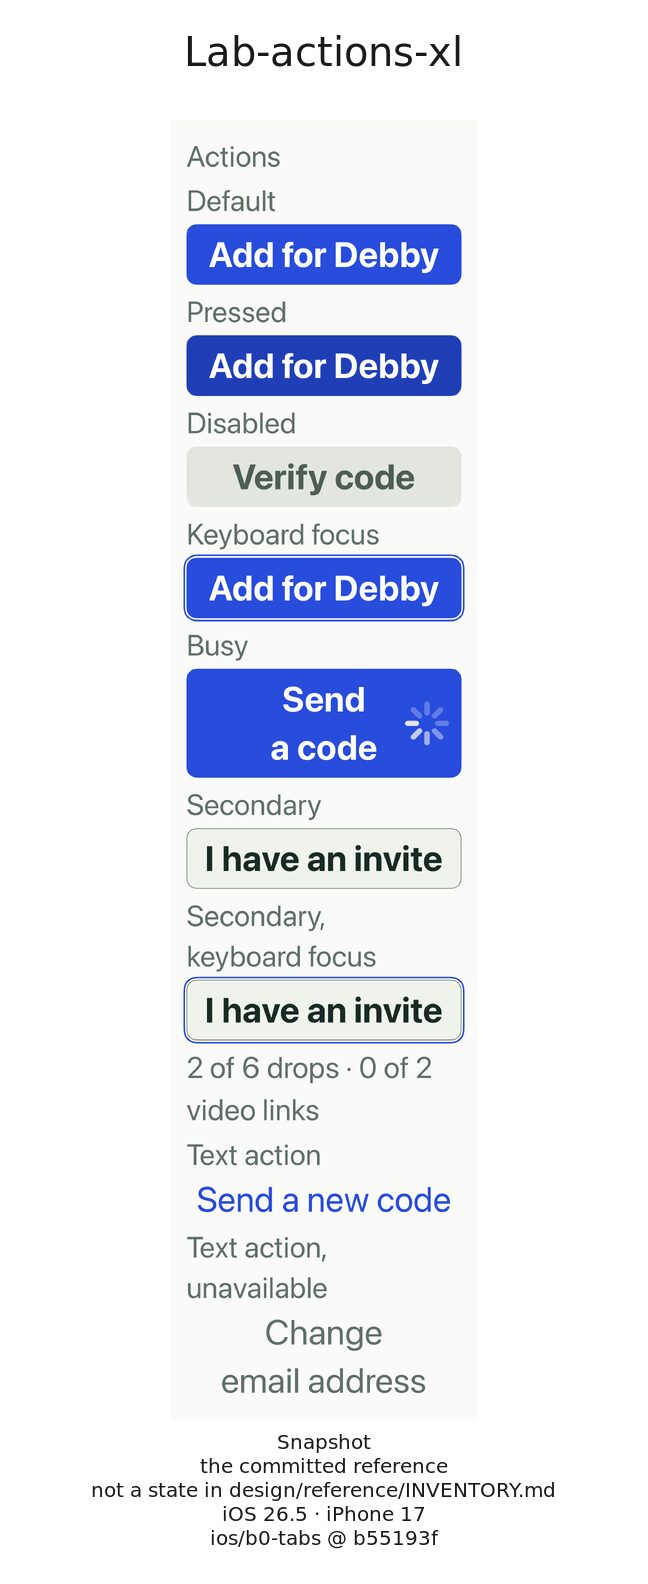 Lab-actions-xl
Actions
Default
Add for Debby
Pressed
Add for Debby
Disabled
Verify code
Keyboard focus
Add for Debby
Busy
Send
a code
Secondary
I have an invite
Secondary,
keyboard focus
I have an invite
2 of 6 drops · 0 of 2
video links
Text action
Send a new code
Text action,
unavailable
Change
email address
Snapshot
the committed reference
not a state in design/reference/INVENTORY.md
iOS 26.5 · iPhone 17
ios/b0-tabs @ b55193f